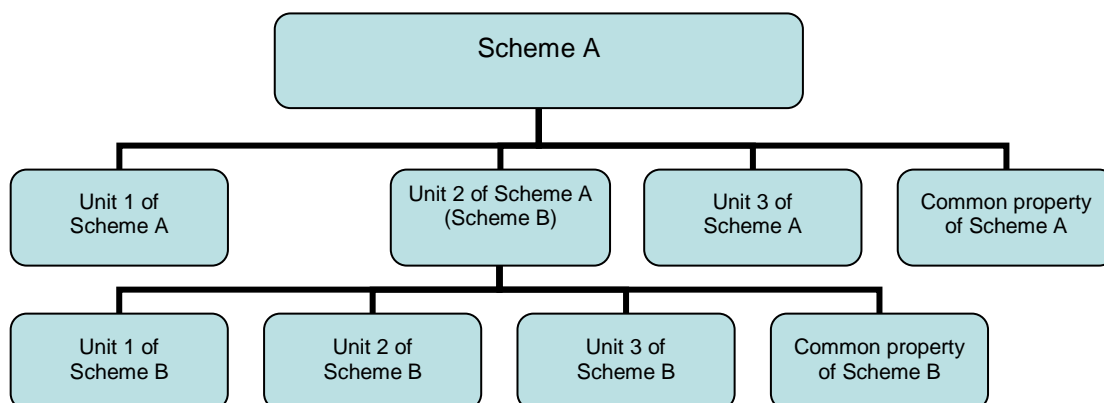 Scheme A
Unit 1 of
Scheme A
Unit 2 of Scheme A
(Scheme B)
Unit 3 of
Scheme A
Common property
of Scheme A
Unit 1 of
Scheme B
Unit 2 of
Scheme B
Unit 3 of
Scheme B
Common property
of Scheme B